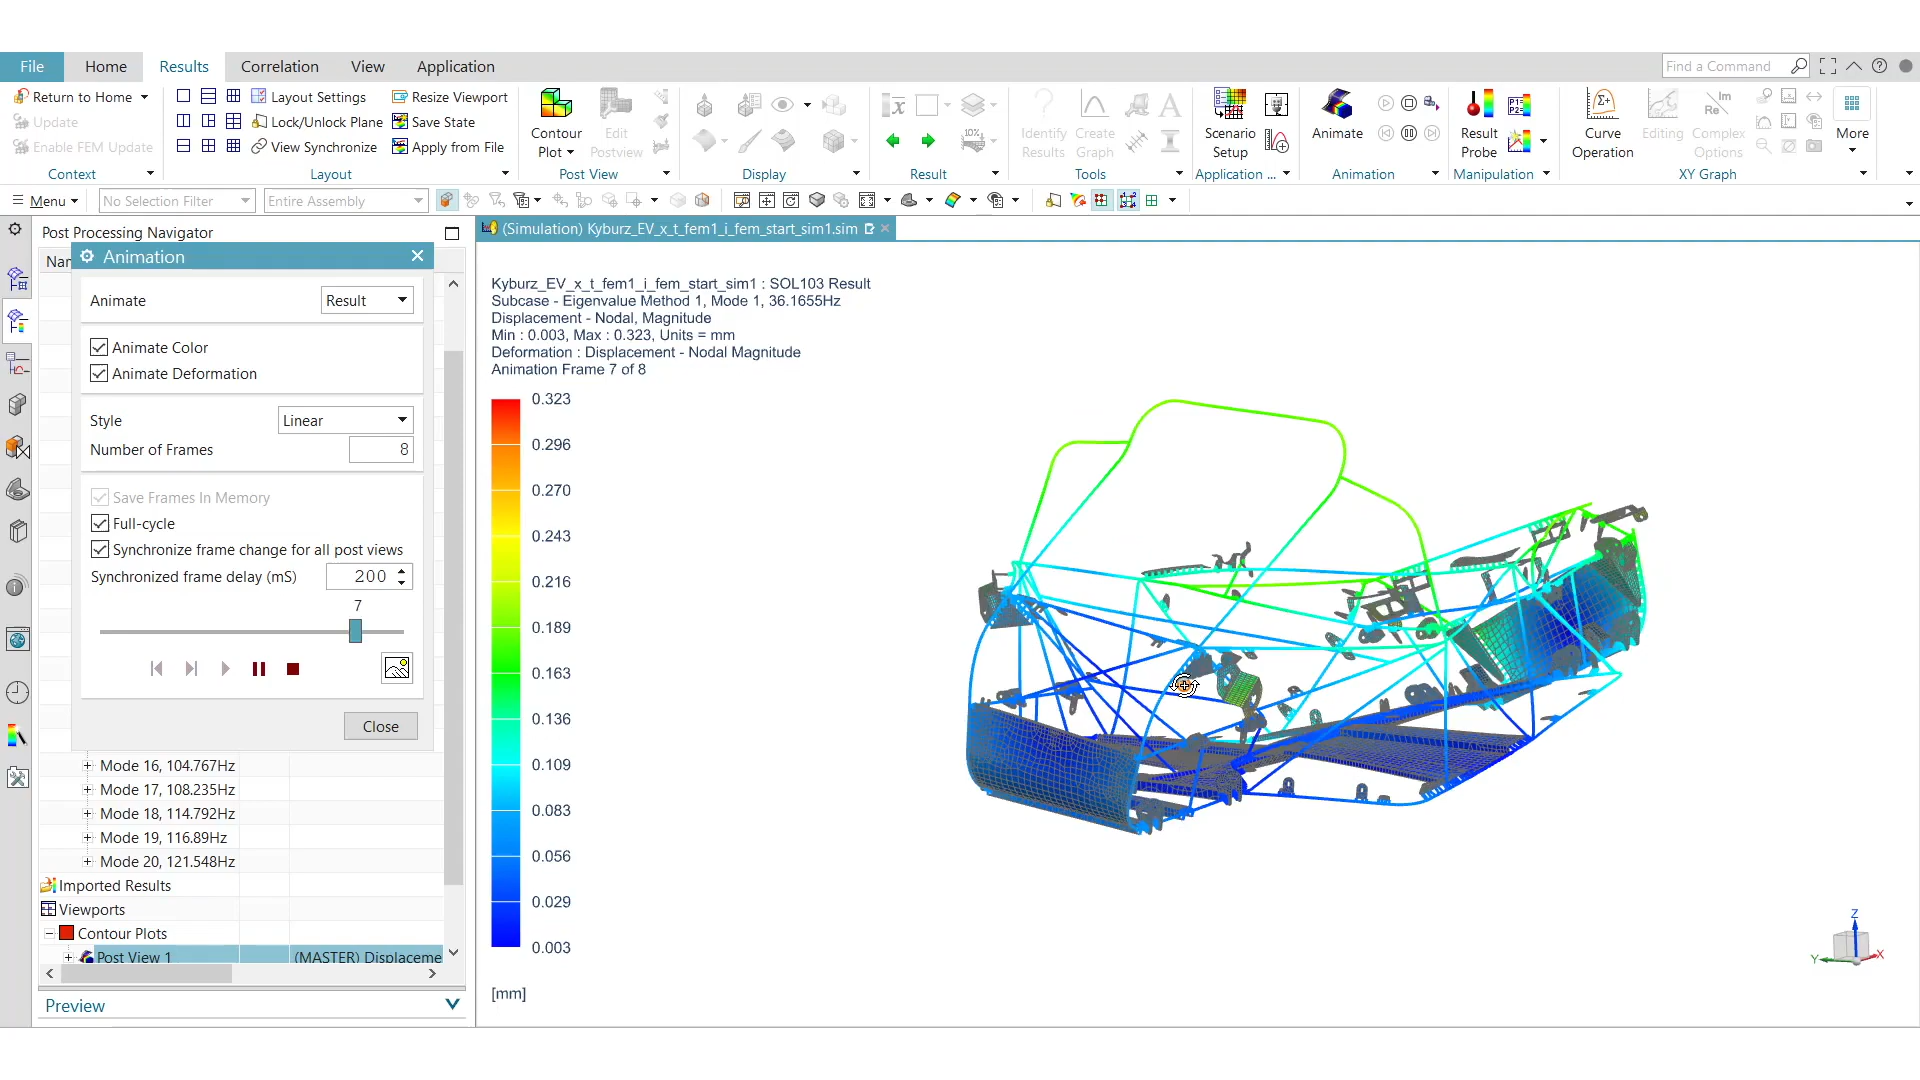 File Home Results Correlation View Application Find a Command
Return to Home Layout Settings Resize Viewport
Update Lock/Unlock Plane Save State
Enable FEM Update View Synchronize Apply from File
Contour Plot Edit Postview
Identify Results Create Graph
Scenario Setup Animate Result Probe Curve Operation Editing Complex Options More
Context Layout Post View Display Result Tools Application ... Animation Manipulation XY Graph
Menu No Selection Filter Entire Assembly
Post Processing Navigator
(Simulation) Kyburz_EV_x_t_fem1_i_fem_start_sim1.sim
Animation
Animate Result
Animate Color
Animate Deformation
Style Linear
Number of Frames 8
Save Frames In Memory
Full-cycle
Synchronize frame change for all post views
Synchronized frame delay (mS) 200
7
Close
Mode 16, 104.767Hz
Mode 17, 108.235Hz
Mode 18, 114.792Hz
Mode 19, 116.89Hz
Mode 20, 121.548Hz
Imported Results
Viewports
Contour Plots
Post View 1 (MASTER) Displaceme
Preview
Kyburz_EV_x_t_fem1_i_fem_start_sim1 : SOL103 Result
Subcase - Eigenvalue Method 1, Mode 1, 36.1655Hz
Displacement - Nodal, Magnitude
Min : 0.003, Max : 0.323, Units = mm
Deformation : Displacement - Nodal Magnitude
Animation Frame 7 of 8
0.323
0.296
0.270
0.243
0.216
0.189
0.163
0.136
0.109
0.083
0.056
0.029
0.003
[mm]
Z
Y X